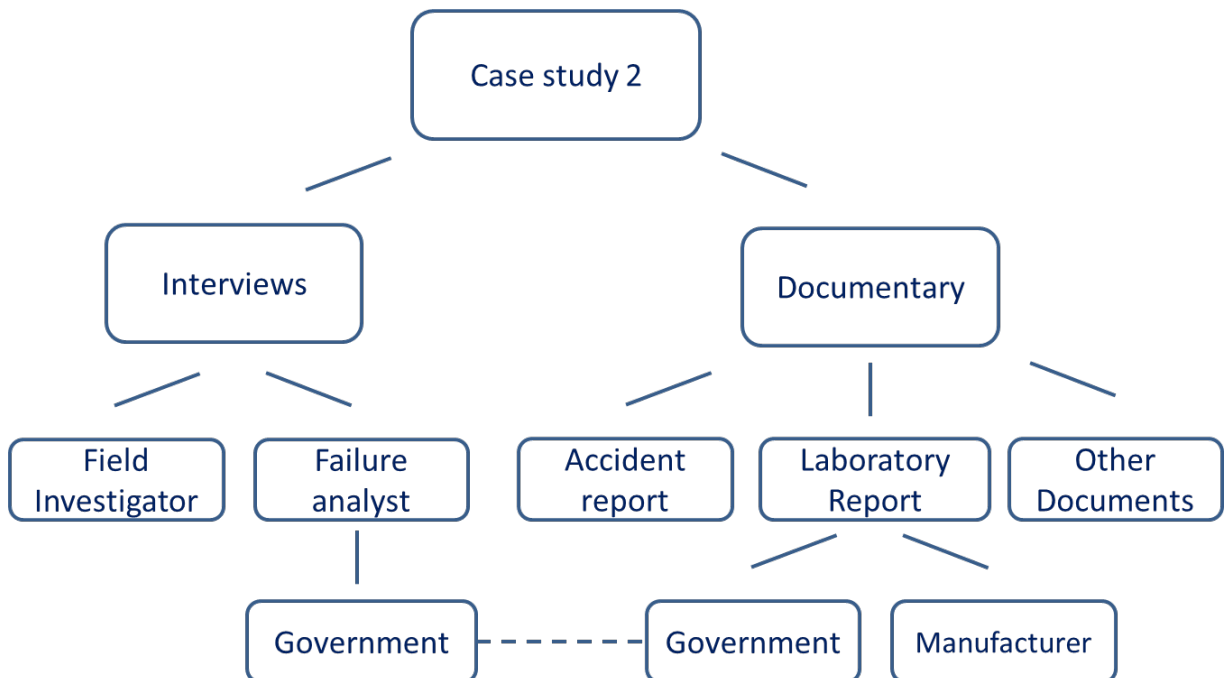 Case study 2
Interviews
Documentary
Field
Investigator
Failure
analyst
Accident
report
Laboratory
Report
Other
Documents
Government
Government
Manufacturer